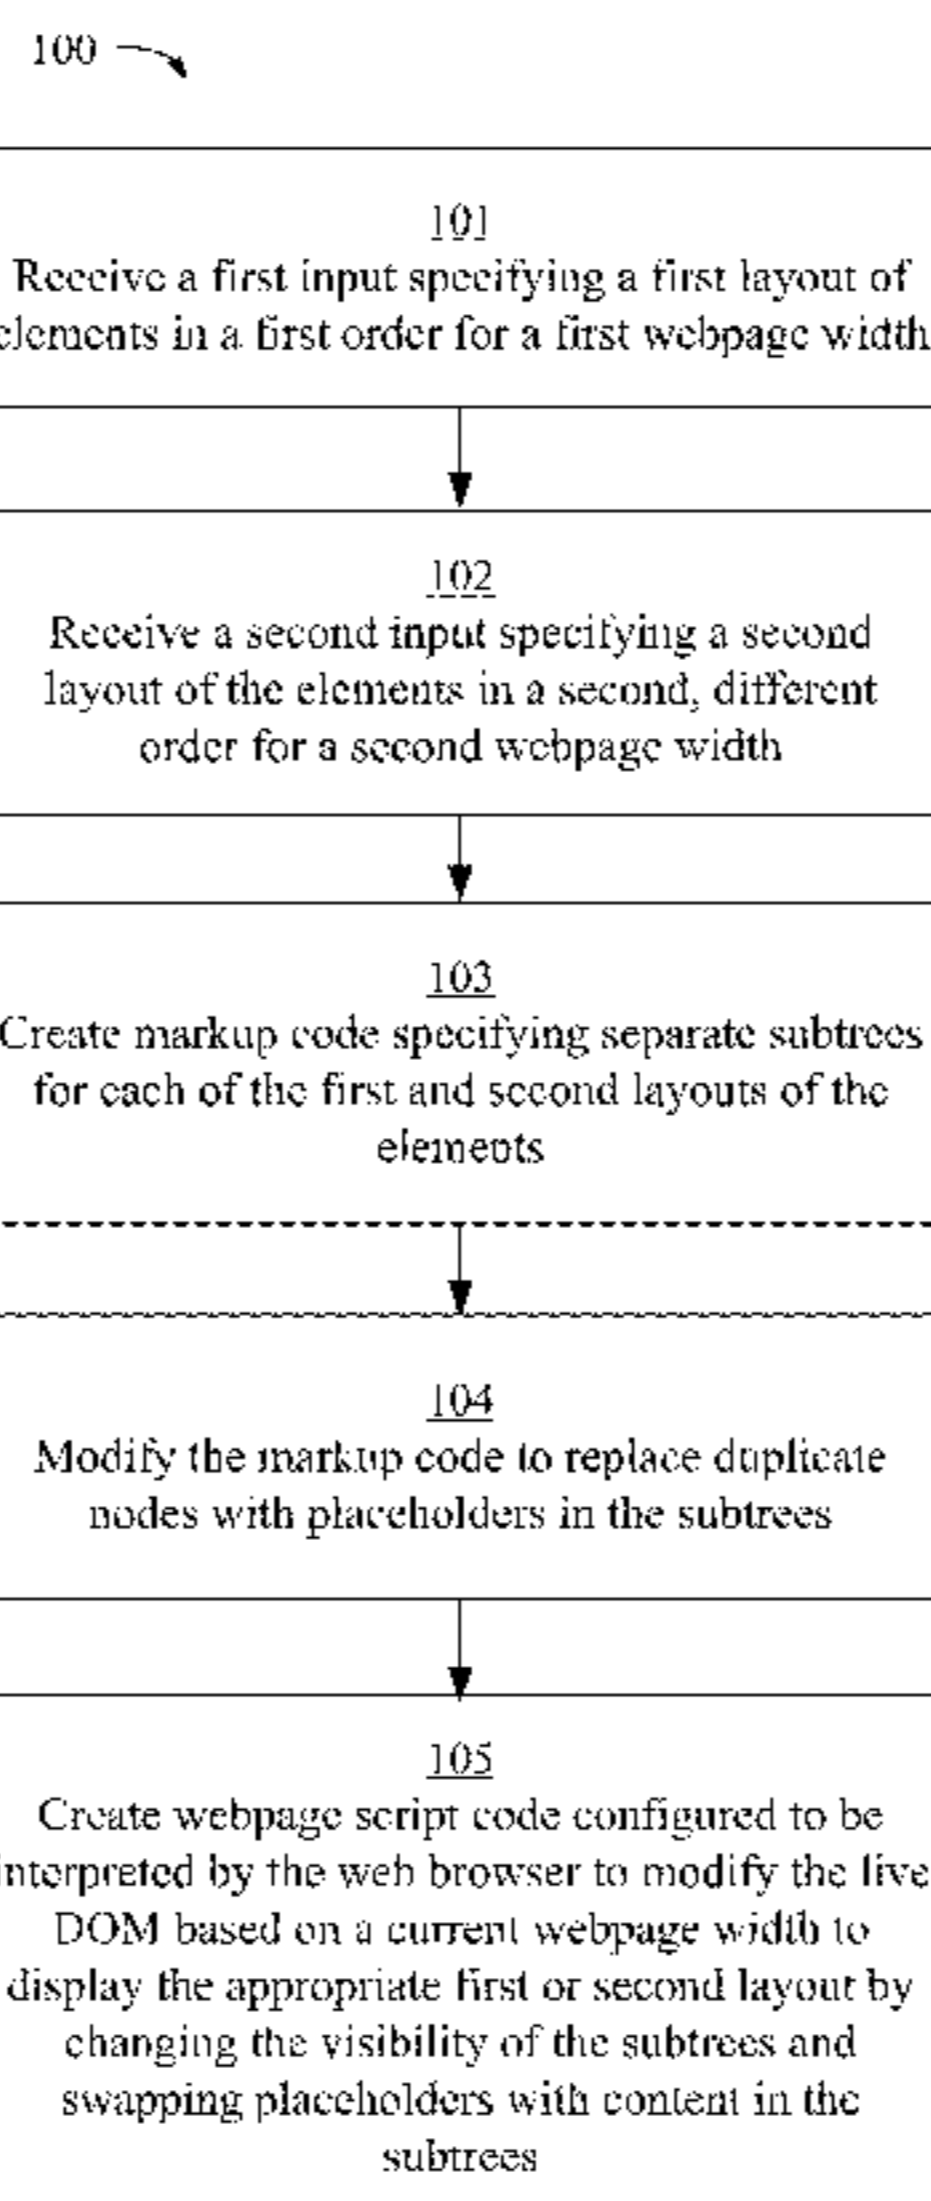 100
101
Receive a first input specifying a first layout of
elements in a first order for a first webpage width
102
Receive a second input specifying a second
layout of the elements in a second, different
order for a second webpage width
103
Create markup code specifying separate subtrees
for each of the first and second layouts of the
elements
104
Modify the markup code to replace duplicate
nodes with placeholders in the subtrees
105
Create webpage script code configured to be
interpreted by the web browser to modify the live
DOM based on a current webpage width to
display the appropriate first or second layout by
changing the visibility of the subtrees and
swapping placeholders with content in the
subtrees